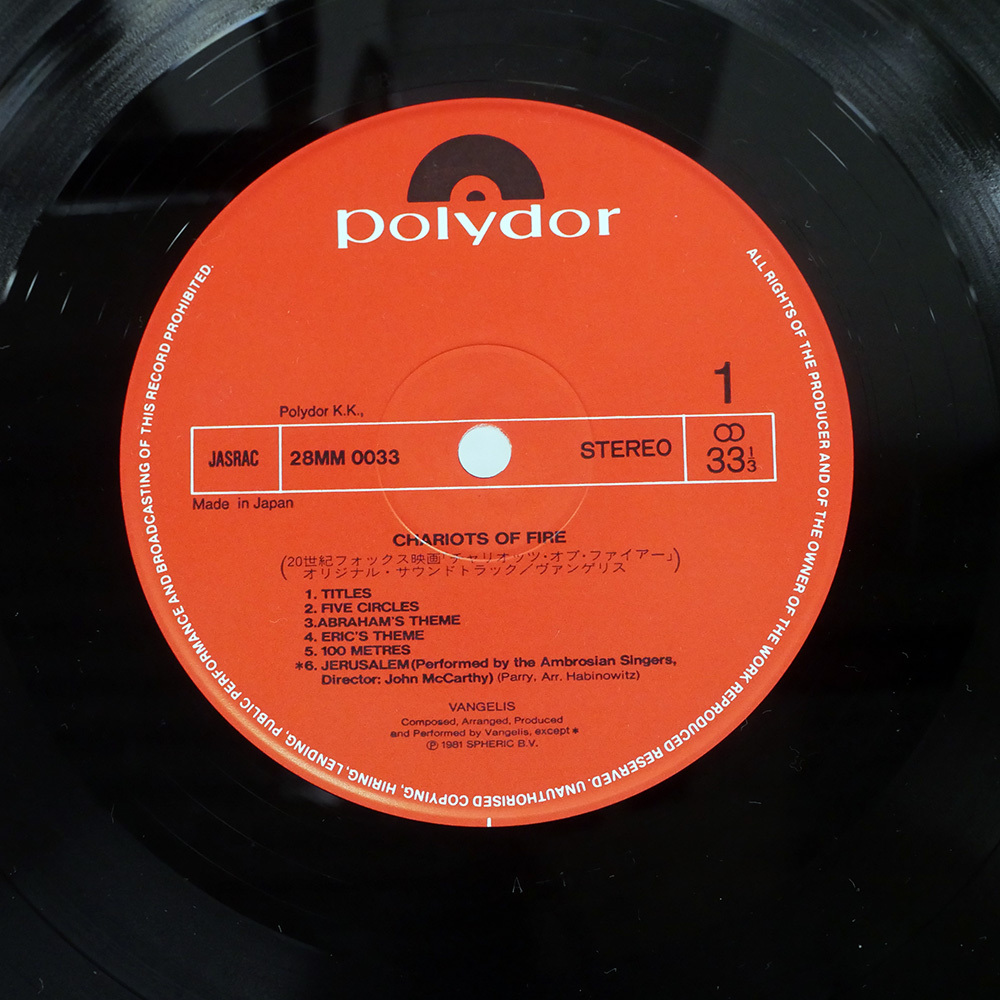 polydor
1
Polydor K.K.,
JASRAC
28MM 0033
STEREO
33 1/3
Made in Japan
CHARIOTS OF FIRE
(20世紀フォックス映画「チャリオッツ・オブ・ファイアー」
オリジナル・サウンドトラック/ヴァンゲリス)
1. TITLES
2. FIVE CIRCLES
3.ABRAHAM'S THEME
4. ERIC'S THEME
5. 100 METRES
*6. JERUSALEM(Performed by the Ambrosian Singers,
Director: John McCarthy) (Parry, Arr. Habinowitz)
VANGELIS
Composed, Arranged, Produced
and Performed by Vangelis, except *
℗ 1981 SPHERIC B.V.
ALL RIGHTS OF THE PRODUCER AND OF THE OWNER OF THE WORK REPRODUCED RESERVED. UNAUTHORISED COPYING, HIRING, LENDING, PUBLIC PERFORMANCE AND BROADCASTING OF THIS RECORD PROHIBITED.